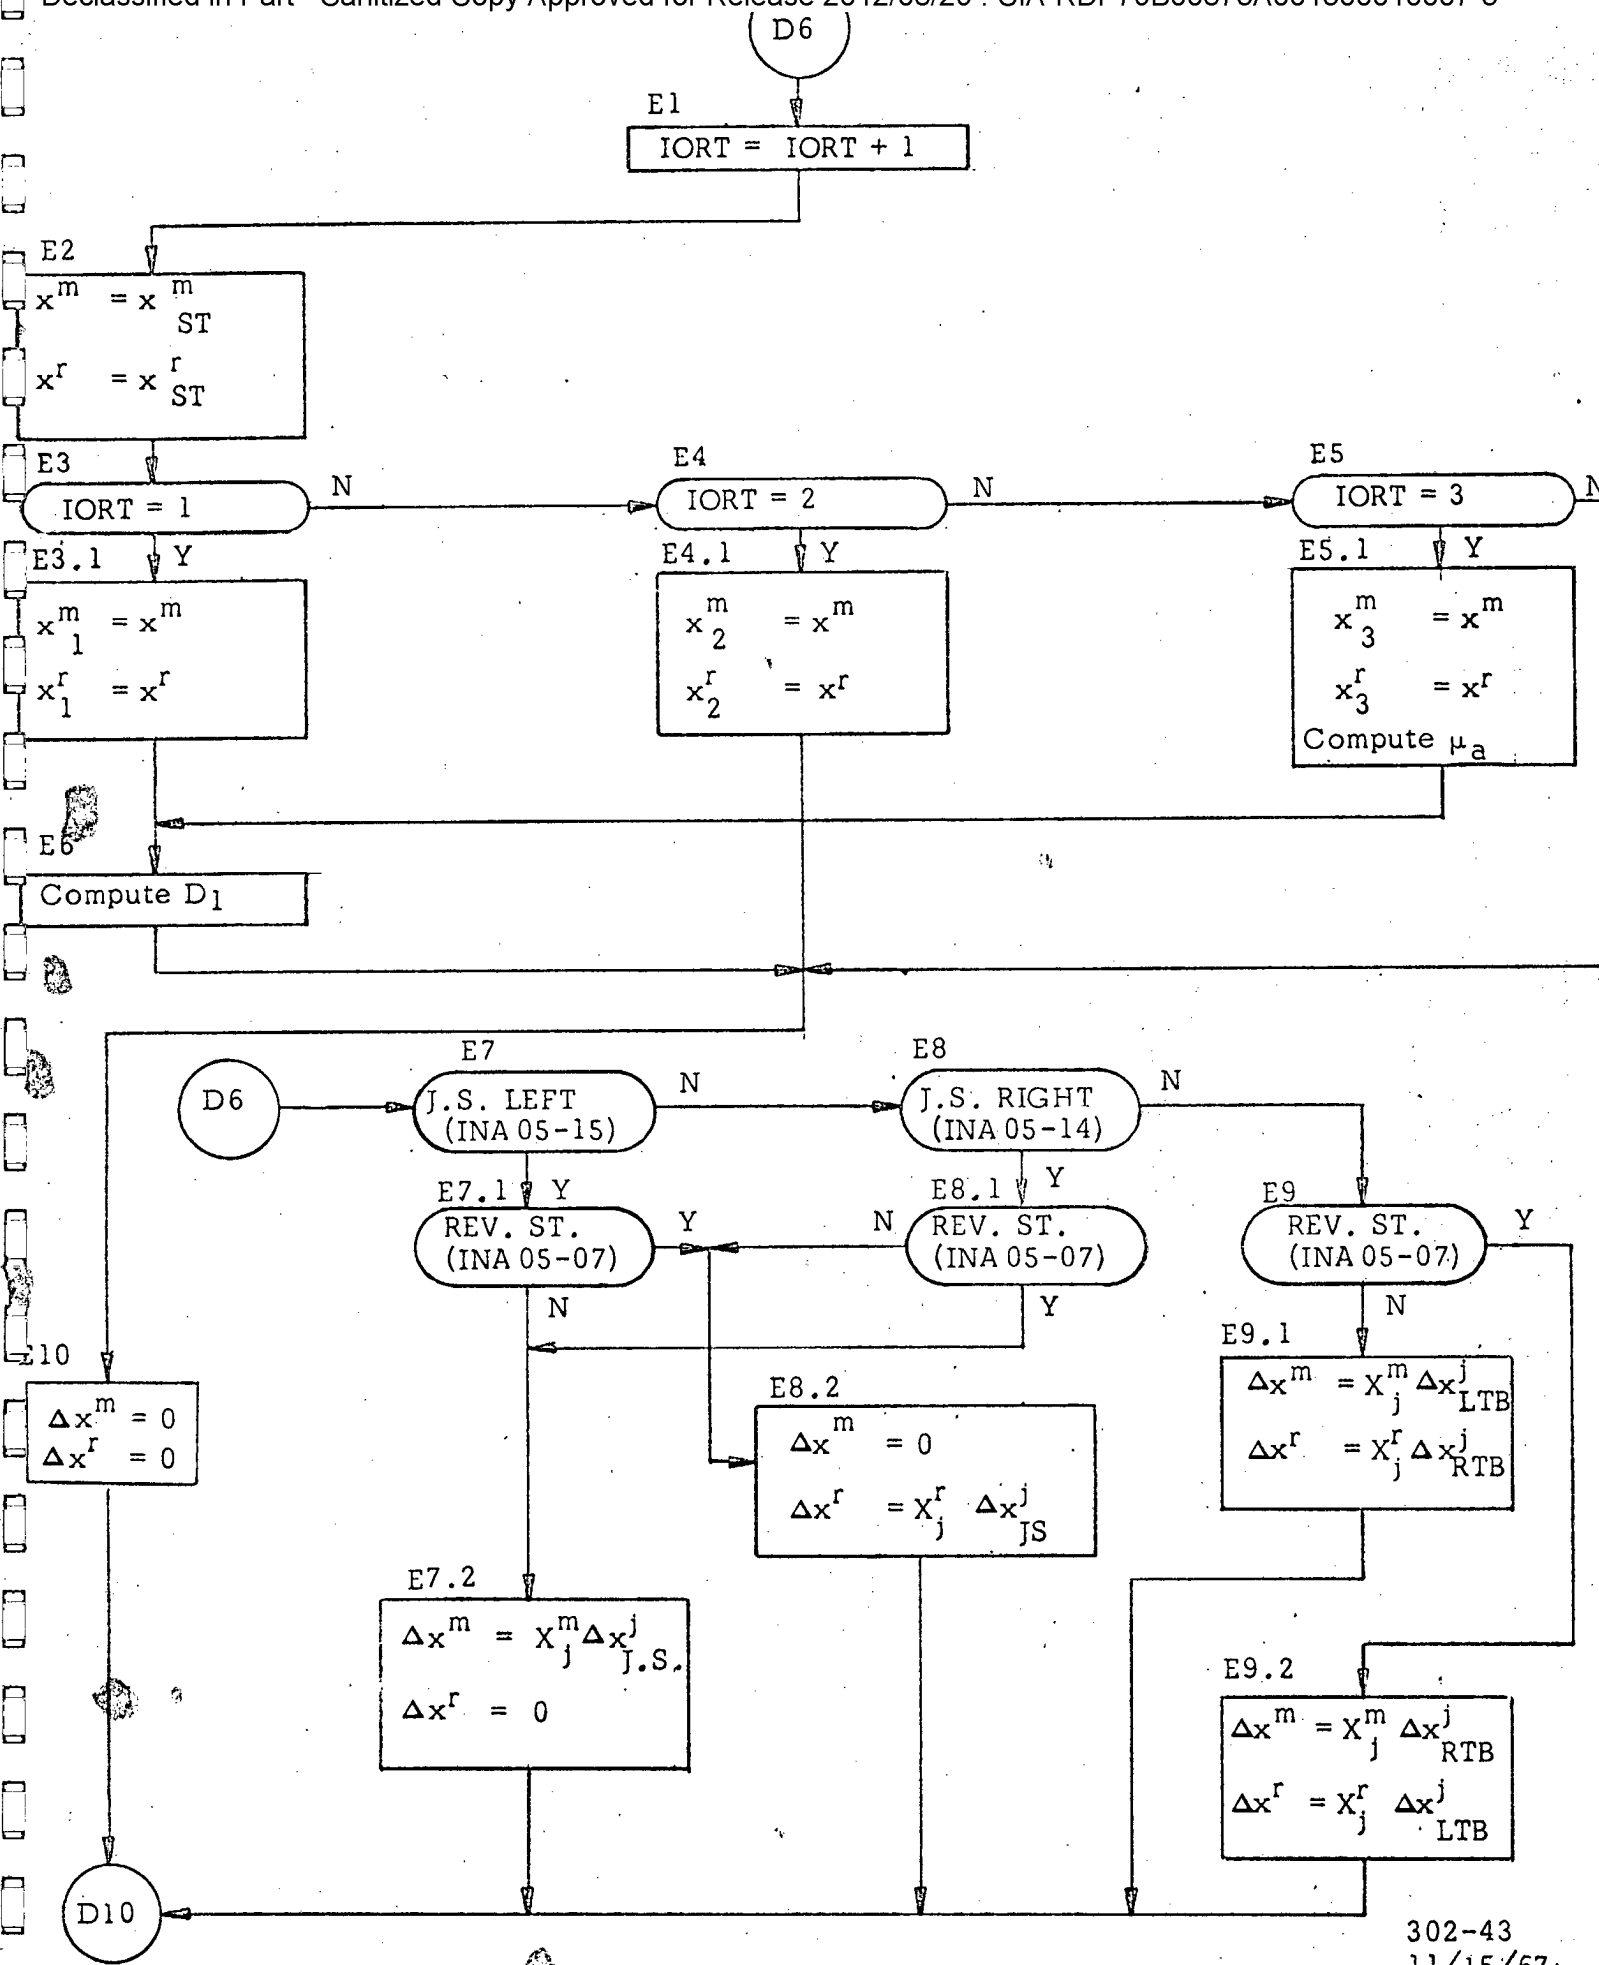 Declassified in Part - Sanitized Copy Approved for Release
D6
E1
IORT = IORT + 1
E2
x^m = x^m_ST
x^r = x^r_ST
E3
IORT = 1
N
E4
IORT = 2
N
E5
IORT = 3
N
E3.1
Y
x^m_1 = x^m
x^r_1 = x^r
E4.1
Y
x^m_2 = x^m
x^r_2 = x^r
E5.1
Y
x^m_3 = x^m
x^r_3 = x^r
Compute μ_a
E6
Compute D1
D6
E7
J.S. LEFT
(INA 05-15)
N
E8
J.S. RIGHT
(INA 05-14)
N
E7.1
Y
REV. ST.
(INA 05-07)
Y
N
E8.1
Y
REV. ST.
(INA 05-07)
N
Y
E9
REV. ST.
(INA 05-07)
Y
N
E9.1
Δx^m = X^m_j Δx^j_LTB
Δx^r = X^r_j Δx^j_RTB
E10
Δx^m = 0
Δx^r = 0
E8.2
Δx^m = 0
Δx^r = X^r_j Δx^j_JS
E7.2
Δx^m = X^m_j Δx^j_J.S.
Δx^r = 0
E9.2
Δx^m = X^m_j Δx^j_RTB
Δx^r = X^r_j Δx^j_LTB
D10
302-43
11/15/67